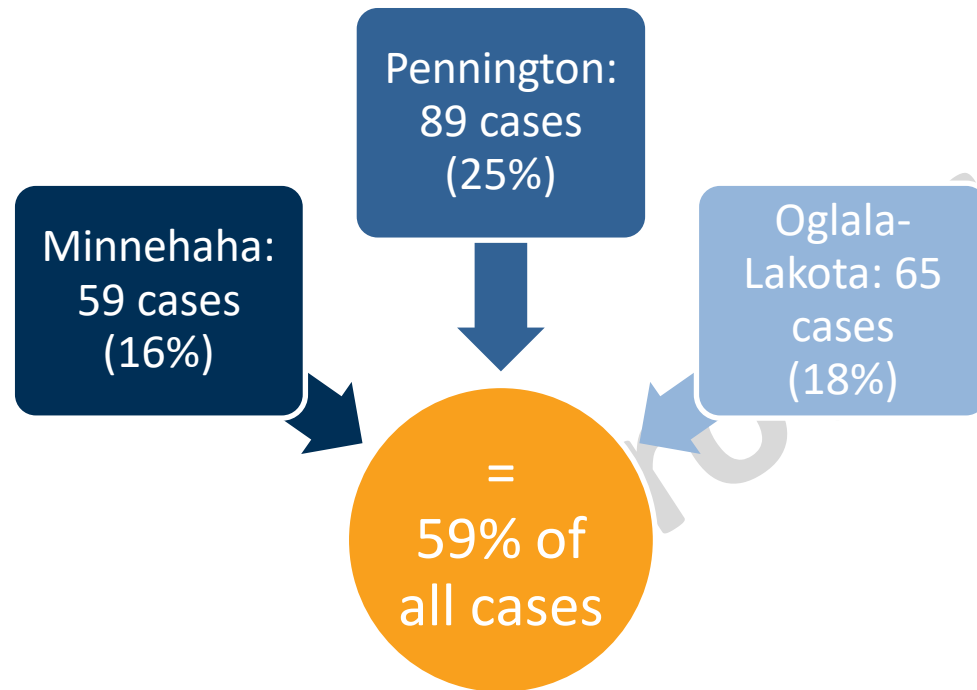 Pennington:
89 cases
(25%)
Minnehaha:
59 cases
(16%)
Oglala-
Lakota: 65
cases
(18%)
=
59% of
all cases